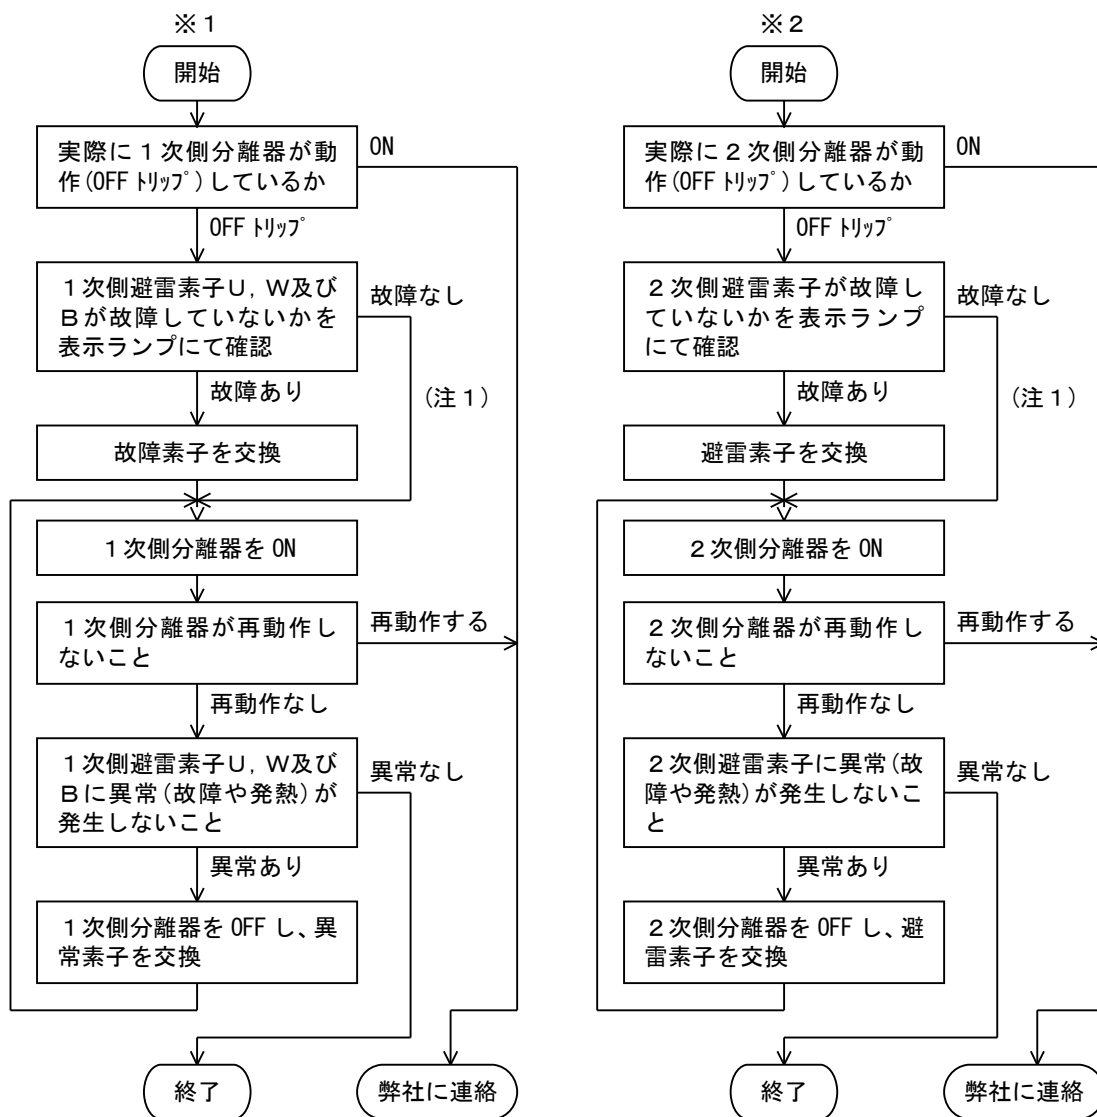 ※１
開始
実際に１次側分離器が動
作(OFF ﾄﾘｯﾌﾟ)しているか
ON
OFF ﾄﾘｯﾌﾟ
１次側避雷素子Ｕ，Ｗ及び
Ｂが故障していないかを
表示ランプにて確認
故障なし
故障あり
（注１）
故障素子を交換
１次側分離器を ON
１次側分離器が再動作し
ないこと
再動作する
再動作なし
１次側避雷素子Ｕ，Ｗ及び
Ｂに異常(故障や発熱)が
発生しないこと
異常なし
異常あり
１次側分離器を OFF し、異
常素子を交換
終了
弊社に連絡
※２
開始
実際に２次側分離器が動
作(OFF ﾄﾘｯﾌﾟ)しているか
ON
OFF ﾄﾘｯﾌﾟ
２次側避雷素子が故障し
ていないかを表示ランプ
にて確認
故障なし
故障あり
（注１）
避雷素子を交換
２次側分離器を ON
２次側分離器が再動作し
ないこと
再動作する
再動作なし
２次側避雷素子に異常(故
障や発熱)が発生しないこ
と
異常なし
異常あり
２次側分離器を OFF し、避
雷素子を交換
終了
弊社に連絡